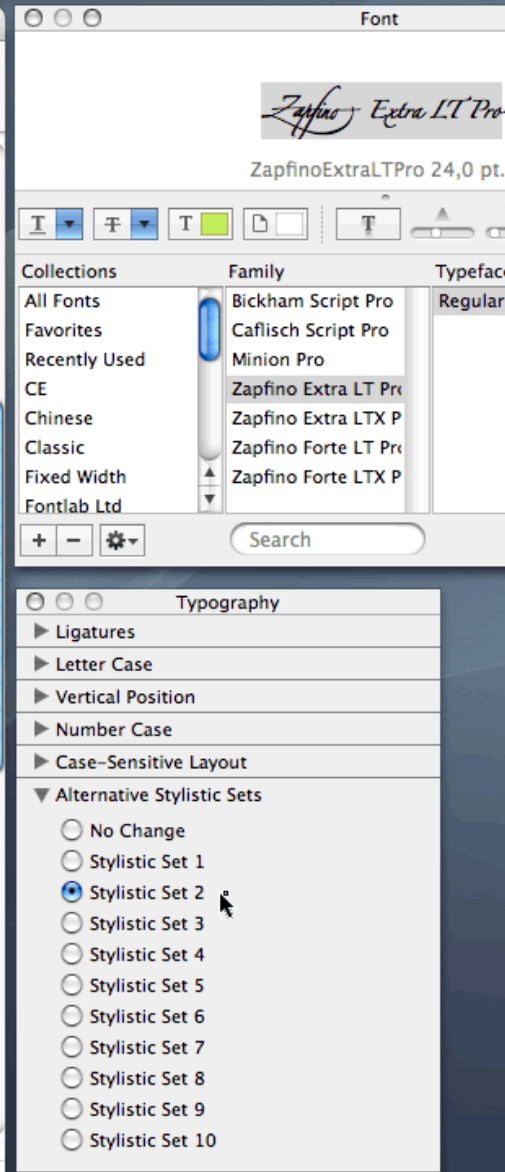 Font
Zapfino Extra LT Pro
ZapfinoExtraLTPro 24,0 pt.
T T T T
Collections Family Typeface
All Fonts Bickham Script Pro Regular
Favorites Caflisch Script Pro
Recently Used Minion Pro
CE Zapfino Extra LT Pro
Chinese Zapfino Extra LTX P
Classic Zapfino Forte LT Pro
Fixed Width Zapfino Forte LTX P
Fontlab Ltd
+ − Search
Typography
Ligatures
Letter Case
Vertical Position
Number Case
Case-Sensitive Layout
Alternative Stylistic Sets
No Change
Stylistic Set 1
Stylistic Set 2
Stylistic Set 3
Stylistic Set 4
Stylistic Set 5
Stylistic Set 6
Stylistic Set 7
Stylistic Set 8
Stylistic Set 9
Stylistic Set 10